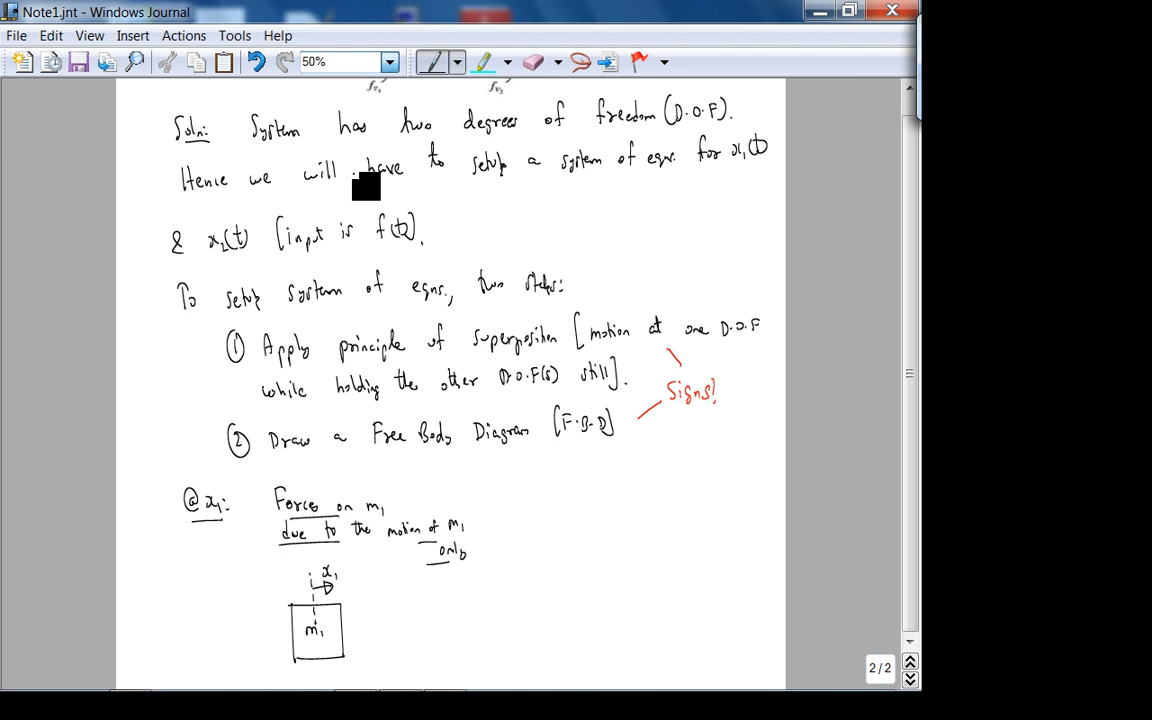 Note1.jnt - Windows Journal
File Edit View Insert Actions Tools Help
50%
fv1 fv2
Soln: System has two degrees of freedom (D.O.F).
Hence we will have to setup a system of eqns. for x1(t)
& x2(t) [input is f(t)].
To setup system of eqns., two steps:
① Apply principle of superposition [motion at one D.O.F
while holding the other D.O.F(s) still].
Signs!
② Draw a Free Body Diagram [F.B.D]
@ x1: Forces on m1
due to the motion of m1
only
x1
m1
2 / 2